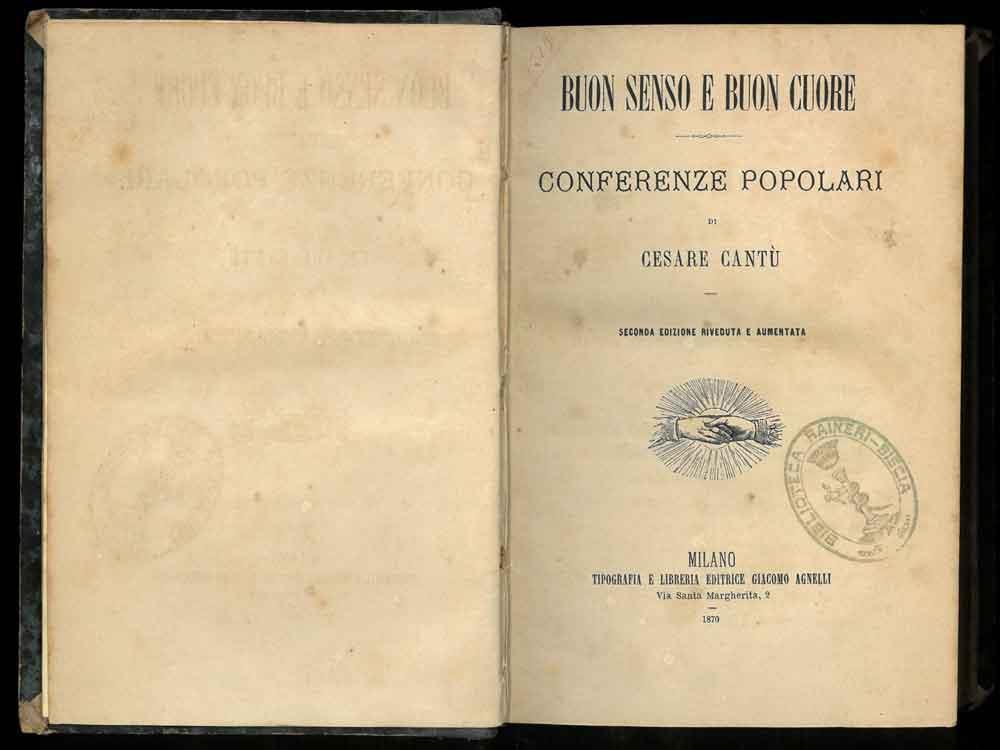 BUON SENSO E BUON CUORE
CONFERENZE POPOLARI
DI
CESARE CANTÙ
SECONDA EDIZIONE RIVEDUTA E AUMENTATA
BIBLIOTECA RAINERI-BISCIA
MILANO
TIPOGRAFIA E LIBRERIA EDITRICE GIACOMO AGNELLI
Via Santa Margherita, 2
1870